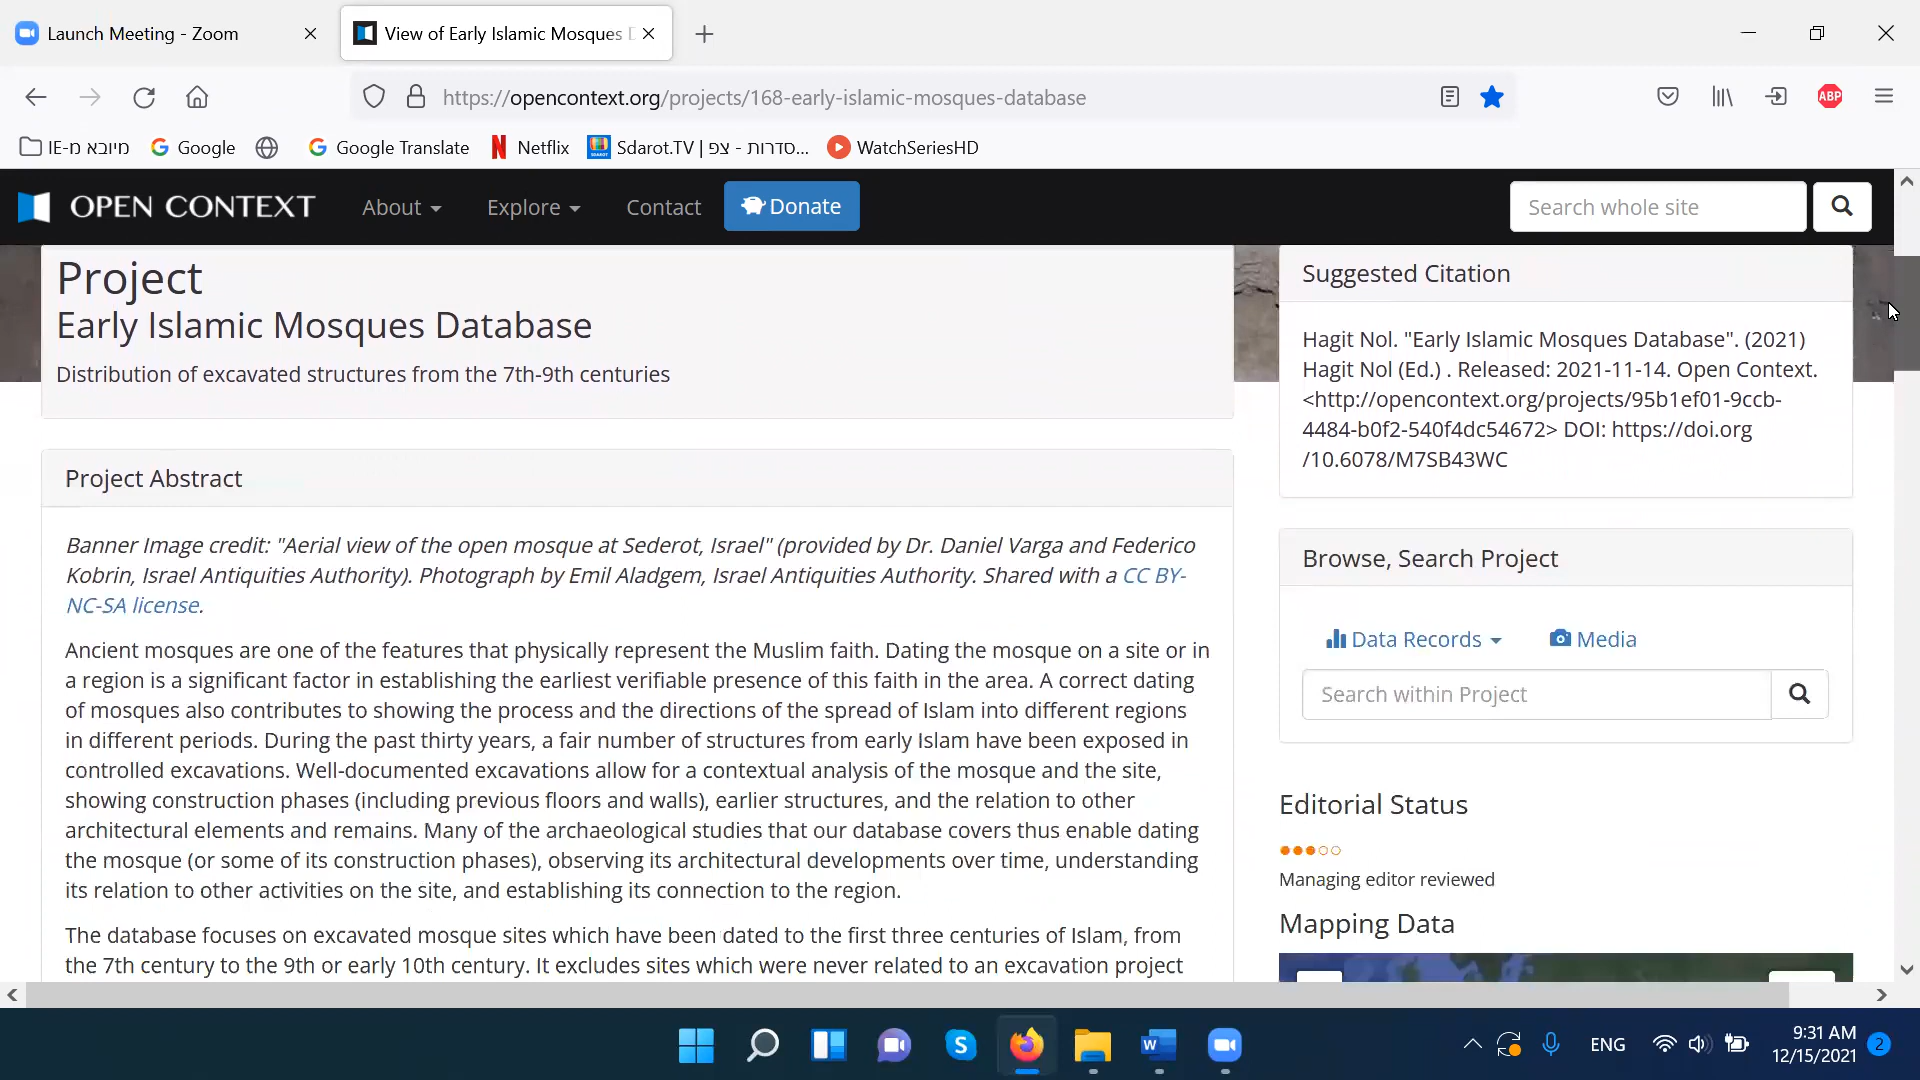 Launch Meeting - Zoom
View of Early Islamic Mosques D
https://opencontext.org/projects/168-early-islamic-mosques-database
ABP
מיובא מ-IE
Google
Google Translate
Netflix
Sdarot.TV | סדרות - צפ...
WatchSeriesHD
OPEN CONTEXT
About
Explore
Contact
Donate
Search whole site
Project
Early Islamic Mosques Database
Distribution of excavated structures from the 7th-9th centuries
Project Abstract
Banner Image credit: "Aerial view of the open mosque at Sederot, Israel" (provided by Dr. Daniel Varga and Federico
Kobrin, Israel Antiquities Authority). Photograph by Emil Aladgem, Israel Antiquities Authority. Shared with a CC BY-
NC-SA license.
Ancient mosques are one of the features that physically represent the Muslim faith. Dating the mosque on a site or in
a region is a significant factor in establishing the earliest verifiable presence of this faith in the area. A correct dating
of mosques also contributes to showing the process and the directions of the spread of Islam into different regions
in different periods. During the past thirty years, a fair number of structures from early Islam have been exposed in
controlled excavations. Well-documented excavations allow for a contextual analysis of the mosque and the site,
showing construction phases (including previous floors and walls), earlier structures, and the relation to other
architectural elements and remains. Many of the archaeological studies that our database covers thus enable dating
the mosque (or some of its construction phases), observing its architectural developments over time, understanding
its relation to other activities on the site, and establishing its connection to the region.
The database focuses on excavated mosque sites which have been dated to the first three centuries of Islam, from
the 7th century to the 9th or early 10th century. It excludes sites which were never related to an excavation project
Suggested Citation
Hagit Nol. "Early Islamic Mosques Database". (2021)
Hagit Nol (Ed.) . Released: 2021-11-14. Open Context.
<http://opencontext.org/projects/95b1ef01-9ccb-
4484-b0f2-540f4dc54672> DOI: https://doi.org
/10.6078/M7SB43WC
Browse, Search Project
Data Records
Media
Search within Project
Editorial Status
Managing editor reviewed
Mapping Data
ENG
9:31 AM
12/15/2021
2